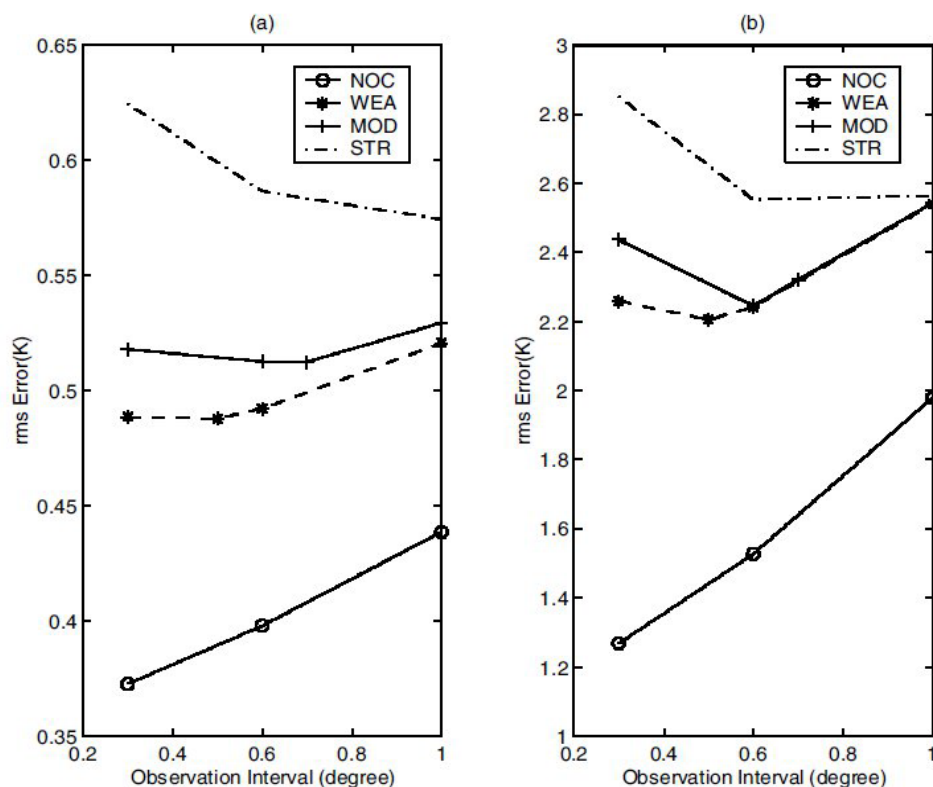 (a)
0.65
0.6
0.55
0.5
0.45
0.4
0.35
rms Error(K)
NOC
WEA
MOD
STR
0.2
0.4
0.6
0.8
1
Observation Interval (degree)
(b)
3
2.8
2.6
2.4
2.2
2
1.8
1.6
1.4
1.2
1
rms Error(K)
NOC
WEA
MOD
STR
0.2
0.4
0.6
0.8
1
Observation Interval (degree)